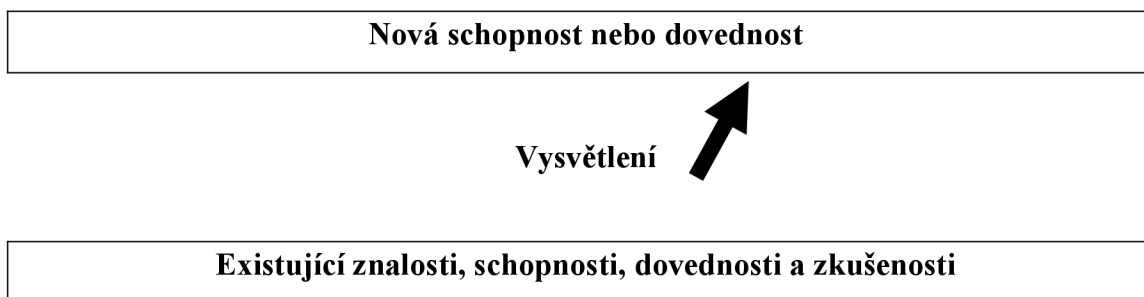 Nová schopnost nebo dovednost
Vysvětlení
Existující znalosti, schopnosti, dovednosti a zkušenosti